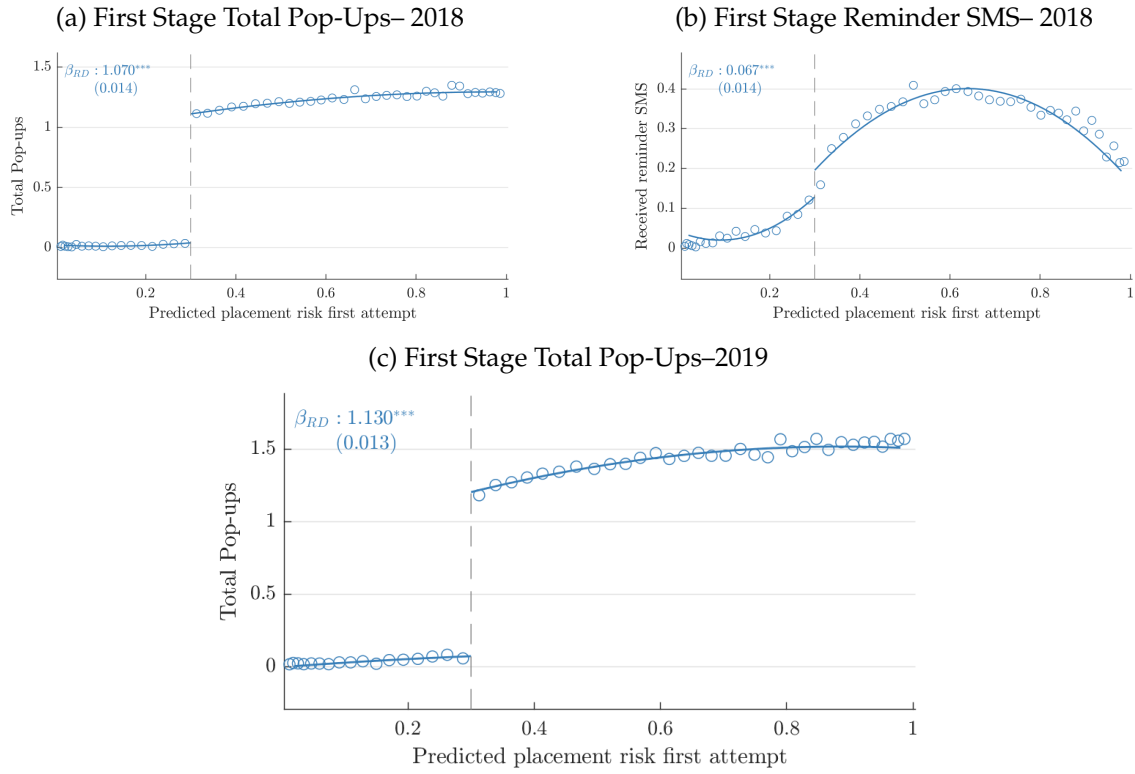 (a) First Stage Total Pop-Ups– 2018
β_RD : 1.070***
(0.014)
1.5
1
0.5
0
Total Pop-ups
0.2 0.4 0.6 0.8 1
Predicted placement risk first attempt
(b) First Stage Reminder SMS– 2018
β_RD : 0.067***
(0.014)
0.4
0.3
0.2
0.1
0
Received reminder SMS
0.2 0.4 0.6 0.8 1
Predicted placement risk first attempt
(c) First Stage Total Pop-Ups–2019
β_RD : 1.130***
(0.013)
1.5
1
0.5
0
Total Pop-ups
0.2 0.4 0.6 0.8 1
Predicted placement risk first attempt